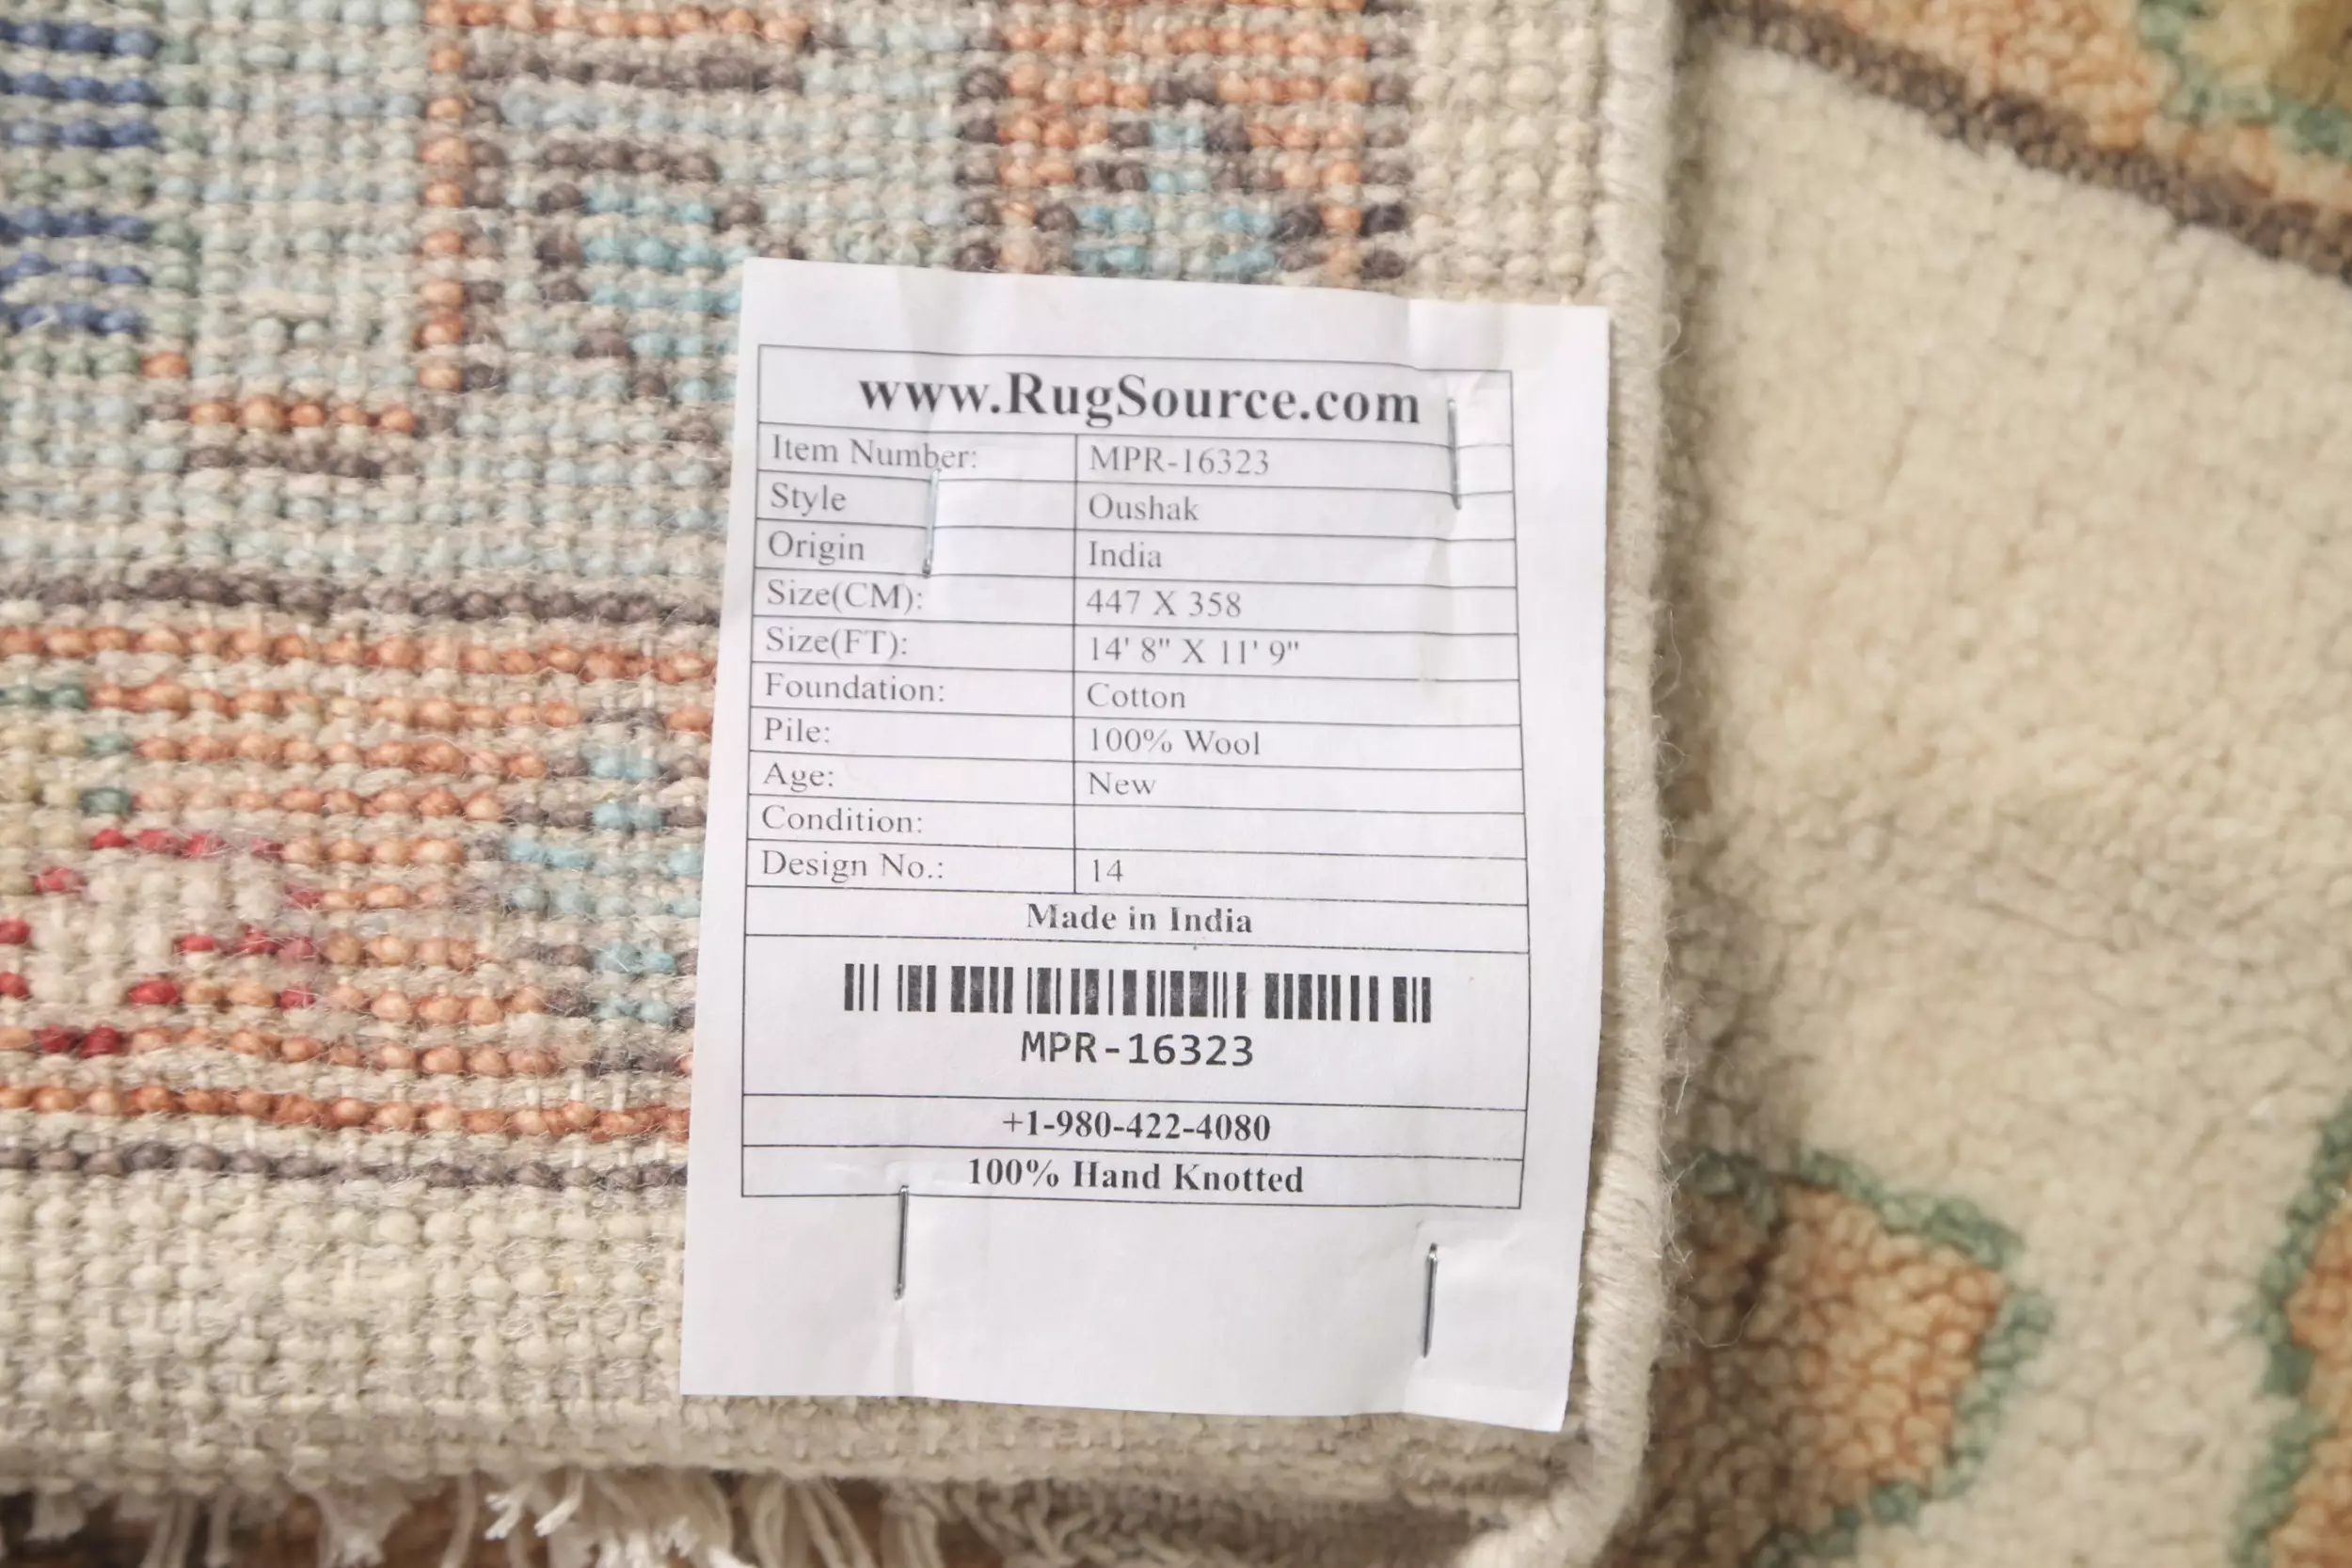 www.RugSource.com
Item Number: MPR-16323
Style Oushak
Origin India
Size(CM): 447 X 358
Size(FT): 14' 8" X 11' 9"
Foundation: Cotton
Pile: 100% Wool
Age: New
Condition:
Design No.: 14
Made in India
MPR-16323
+1-980-422-4080
100% Hand Knotted